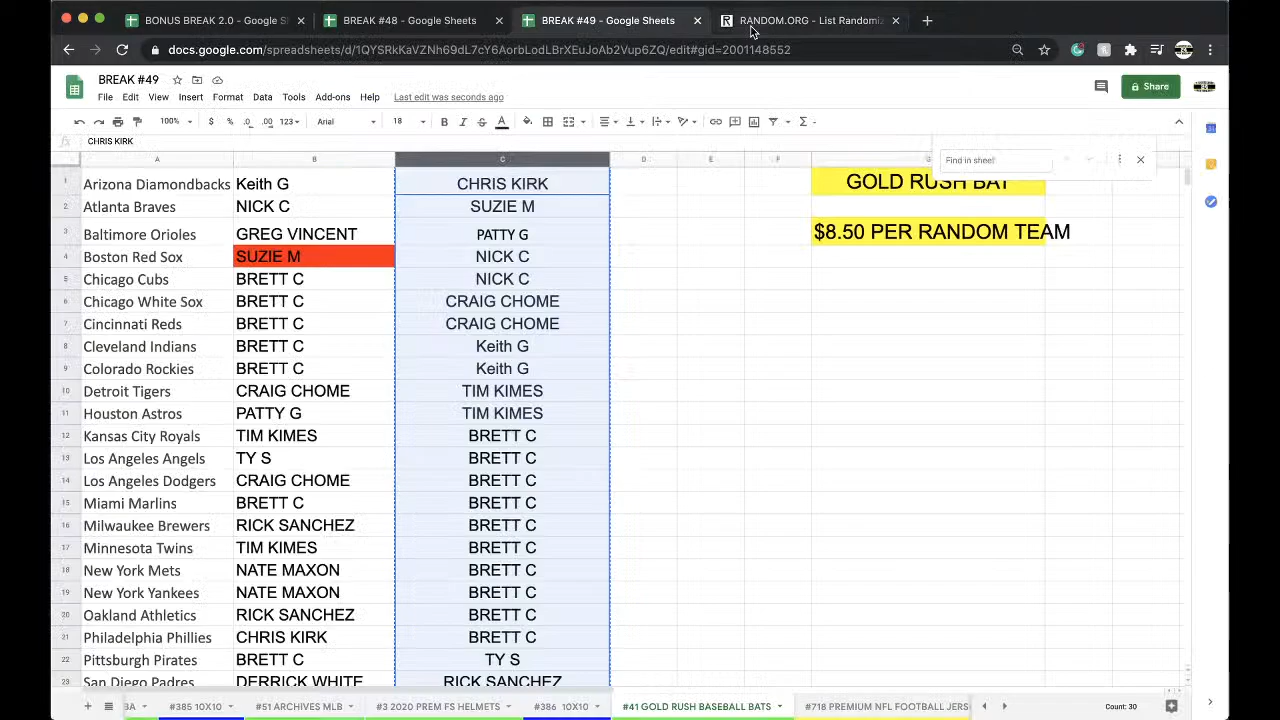 BONUS BREAK 2.0 - Google S
BREAK #48 - Google Sheets
BREAK #49 - Google Sheets
RANDOM.ORG - List Randomiz
docs.google.com/spreadsheets/d/1QYSRkKaVZNh69dL7cY6AorbLodLBrXEuJoAb2Vup6ZQ/edit#gid=2001148552
BREAK #49
File Edit View Insert Format Data Tools Add-ons Help Last edit was seconds ago
Share
100% $ % .0 .00 123 Arial 18 B I S A
fx CHRIS KIRK
Find in sheet
A B C D E F G
1 Arizona Diamondbacks Keith G CHRIS KIRK GOLD RUSH BAT
2 Atlanta Braves NICK C SUZIE M
3 Baltimore Orioles GREG VINCENT PATTY G $8.50 PER RANDOM TEAM
4 Boston Red Sox SUZIE M NICK C
5 Chicago Cubs BRETT C NICK C
6 Chicago White Sox BRETT C CRAIG CHOME
7 Cincinnati Reds BRETT C CRAIG CHOME
8 Cleveland Indians BRETT C Keith G
9 Colorado Rockies BRETT C Keith G
10 Detroit Tigers CRAIG CHOME TIM KIMES
11 Houston Astros PATTY G TIM KIMES
12 Kansas City Royals TIM KIMES BRETT C
13 Los Angeles Angels TY S BRETT C
14 Los Angeles Dodgers CRAIG CHOME BRETT C
15 Miami Marlins BRETT C BRETT C
16 Milwaukee Brewers RICK SANCHEZ BRETT C
17 Minnesota Twins TIM KIMES BRETT C
18 New York Mets NATE MAXON BRETT C
19 New York Yankees NATE MAXON BRETT C
20 Oakland Athletics RICK SANCHEZ BRETT C
21 Philadelphia Phillies CHRIS KIRK BRETT C
22 Pittsburgh Pirates BRETT C TY S
23 San Diego Padres DERRICK WHITE RICK SANCHEZ
3A #385 10X10 #51 ARCHIVES MLB #3 2020 PREM FS HELMETS #386 10X10 #41 GOLD RUSH BASEBALL BATS #718 PREMIUM NFL FOOTBALL JERS Count: 30